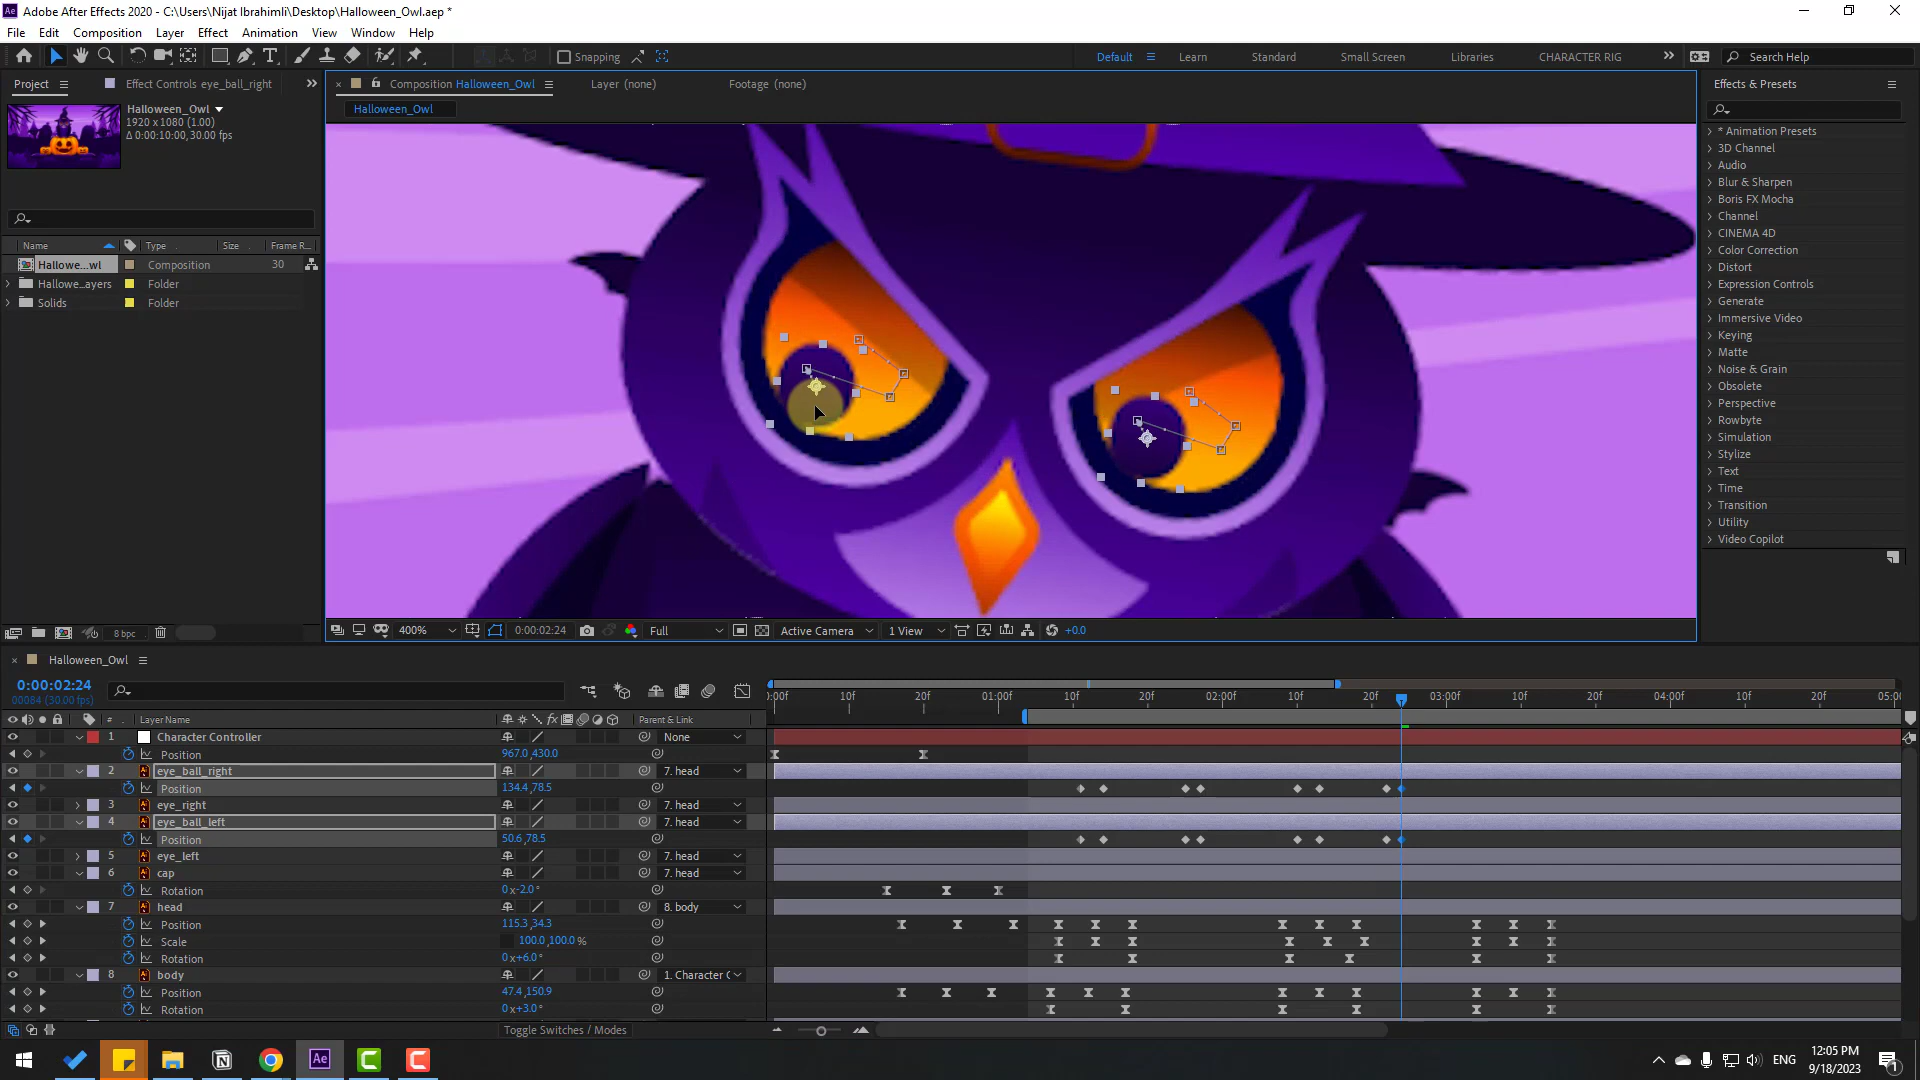 Adobe After Effects 2020 - C:\Users\Nijat Ibrahimli\Desktop\Halloween_Owl.aep *
File Edit Composition Layer Effect Animation View Window Help
Snapping
Default Learn Standard Small Screen Libraries CHARACTER RIG Search Help
Project Effect Controls eye_ball_right
Composition Halloween_Owl Layer (none) Footage (none)
Effects & Presets
Halloween_Owl
1920 x 1080 (1.00)
Δ 0:00:10:00, 30.00 fps
Halloween_Owl
Name Type Size Frame R...
Hallowe...wl Composition 30
Hallowe..ayers Folder
Solids Folder
* Animation Presets
3D Channel
Audio
Blur & Sharpen
Boris FX Mocha
Channel
CINEMA 4D
Color Correction
Distort
Expression Controls
Generate
Immersive Video
Keying
Matte
Noise & Grain
Obsolete
Perspective
Rowbyte
Simulation
Stylize
Text
Time
Transition
Utility
Video Copilot
8 bpc
400% 0:00:02:24 Full Active Camera 1 View +0.0
Halloween_Owl
0:00:02:24
00084 (30.00 fps)
):00f 10f 20f 01:00f 10f 20f 02:00f 10f 20f 03:00f 10f 20f 04:00f 10f 20f 05:00
# Layer Name Parent & Link
1 Character Controller None
Position 967.0,430.0
2 eye_ball_right 7. head
Position 134.4,78.5
3 eye_right 7. head
4 eye_ball_left 7. head
Position 50.6,78.5
5 eye_left 7. head
6 cap 7. head
Rotation 0x-2.0°
7 head 8. body
Position 115.3,34.3
Scale 100.0,100.0%
Rotation 0x+6.0°
8 body 1. Character C
Position 47.4,150.9
Rotation 0x+3.0°
Toggle Switches / Modes
ENG
12:05 PM
9/18/2023
1